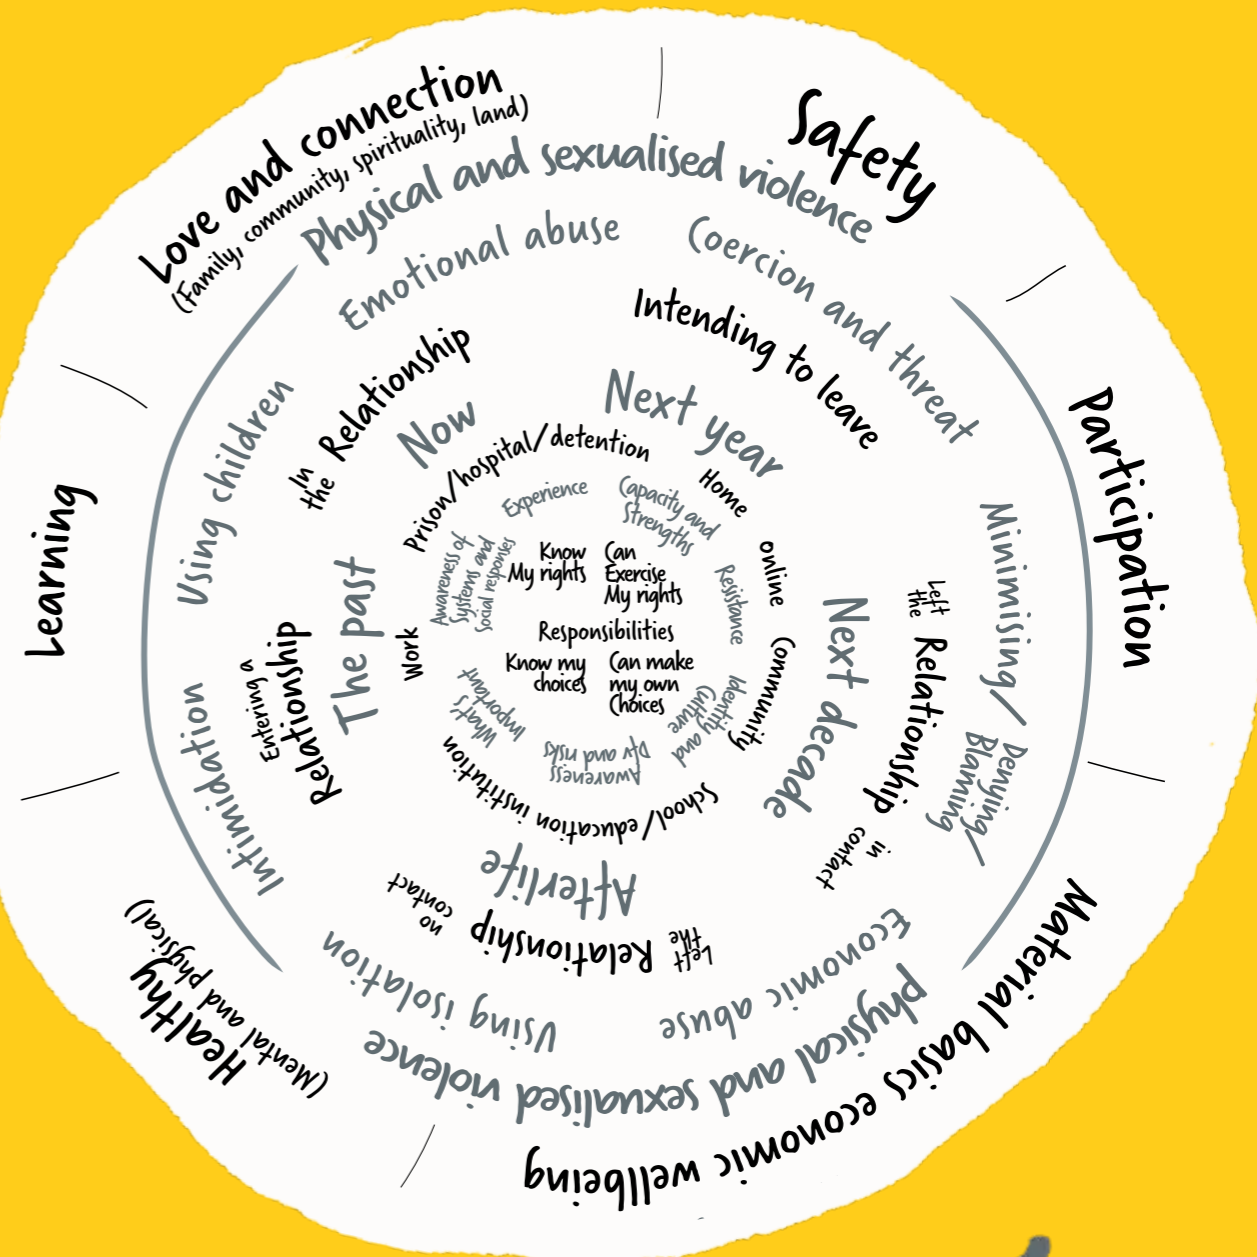 Love and connection
(Family, community, spirituality, land)
Safety
Participation
Material basics economic wellbeing
Healthy
(Mental and physical)
Learning
Physical and sexualised violence
physical and sexualised violence
Emotional abuse
Coercion and threat
Minimising/
Denying/
Blaming
Economic abuse
Using isolation
Intimidation
Using children
In
the Relationship
Intending to leave
Left
the Relationship in
contact
Left
the Relationship no
contact
Entering a
Relationship
Now
Next year
Next decade
Afterlife
The past
Prison/hospital/detention
Home
online
Community
School/education institution
Work
Experience
Capacity and
Strengths
Resistance
Identity and
Culture
Awareness
Dfv and risks
What's
important
Awareness of
Systems and
Social responses
Know
My rights
Can
Exercise
My rights
Responsibilities
Know my
choices
Can make
my own
Choices